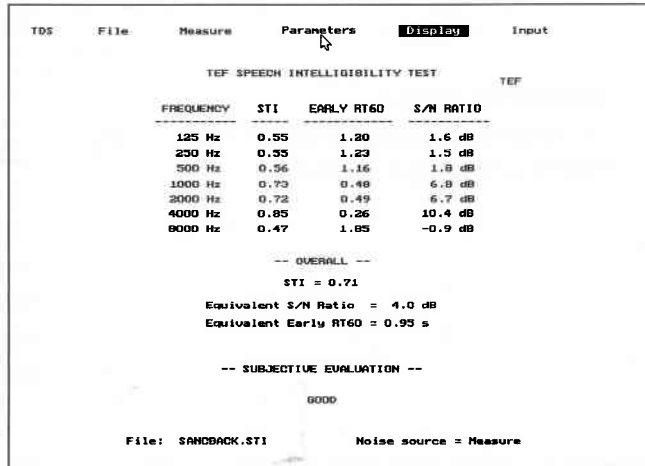 TDS File Measure Parameters Display Input
TEF SPEECH INTELLIGIBILITY TEST
TEF
FREQUENCY STI EARLY RT60 S/N RATIO
125 Hz 0.55 1.20 1.6 dB
250 Hz 0.55 1.23 1.5 dB
500 Hz 0.56 1.16 1.8 dB
1000 Hz 0.73 0.48 6.8 dB
2000 Hz 0.72 0.49 6.7 dB
4000 Hz 0.85 0.26 10.4 dB
8000 Hz 0.47 1.85 -0.9 dB
-- OVERALL --
STI = 0.71
Equivalent S/N Ratio = 4.0 dB
Equivalent Early RT60 = 0.95 s
-- SUBJECTIVE EVALUATION --
GOOD
File: SANCBACK.STI Noise source = Measure